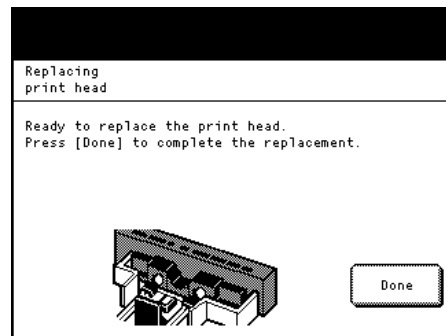 Replacing
print head
Ready to replace the print head.
Press [Done] to complete the replacement.
Done